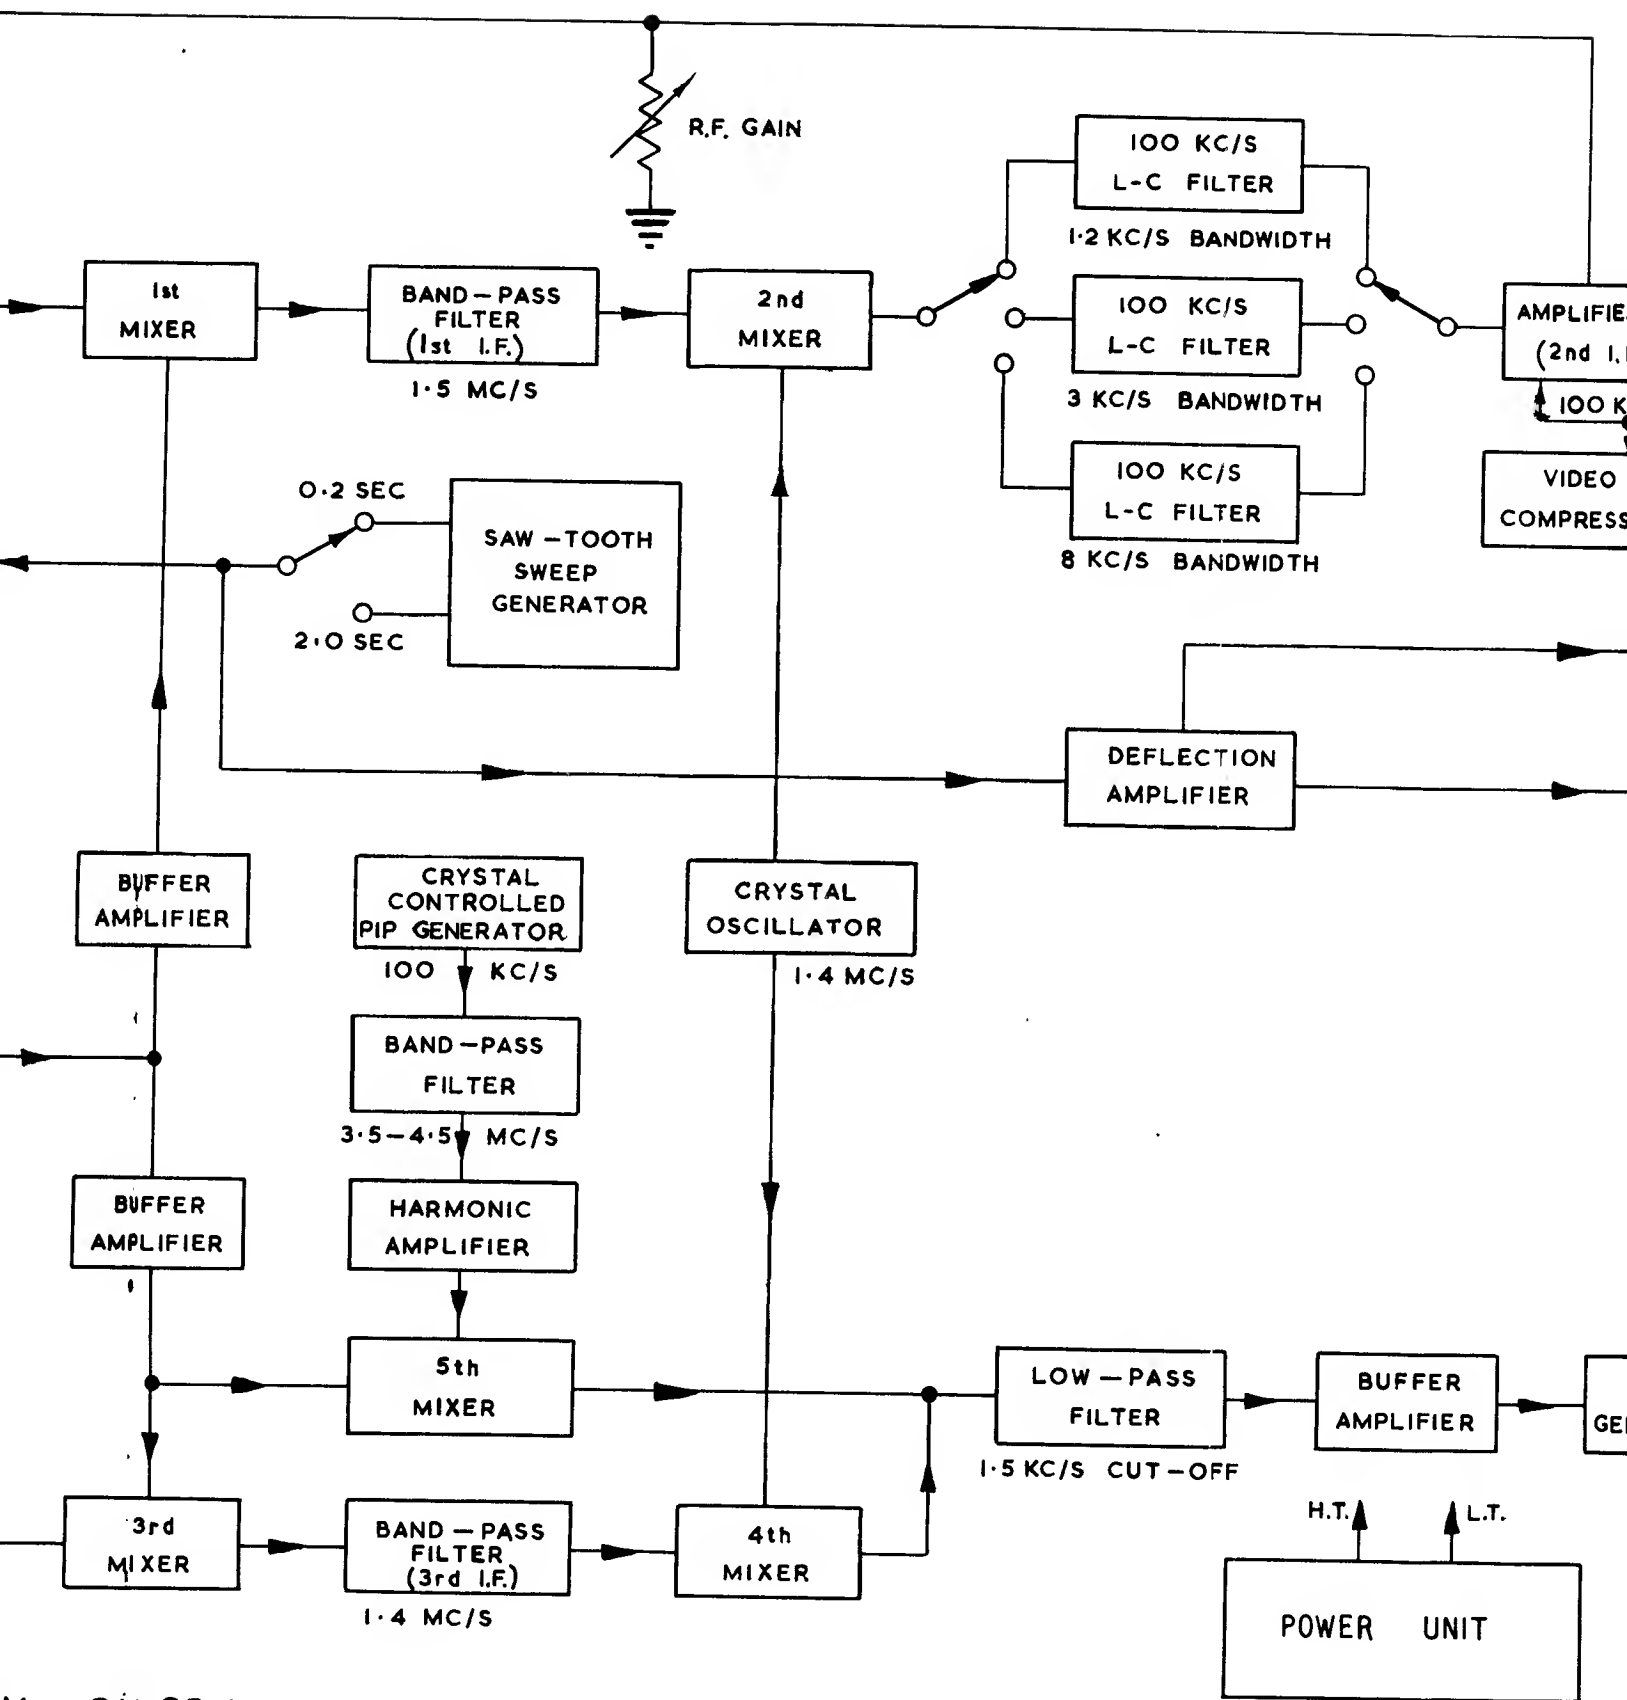 R.F. GAIN
100 KC/S
L-C FILTER
1·2 KC/S BANDWIDTH
1st
MIXER
BAND-PASS
FILTER
(1st I.F.)
1·5 MC/S
2nd
MIXER
100 KC/S
L-C FILTER
3 KC/S BANDWIDTH
100 KC/S
L-C FILTER
8 KC/S BANDWIDTH
(2nd
100
VIDEO
0·2 SEC
2·0 SEC
SAW-TOOTH
SWEEP
GENERATOR
DEFLECTION
AMPLIFIER
BUFFER
AMPLIFIER
CRYSTAL
CONTROLLED
PIP GENERATOR
100 KC/S
CRYSTAL
OSCILLATOR
1·4 MC/S
BAND-PASS
FILTER
3·5-4·5 MC/S
BUFFER
AMPLIFIER
HARMONIC
AMPLIFIER
5th
MIXER
LOW-PASS
FILTER
1·5 KC/S CUT-OFF
BUFFER
AMPLIFIER
3rd
MIXER
BAND-PASS
FILTER
(3rd I.F.)
1·4 MC/S
4th
MIXER
H.T.
L.T.
POWER UNIT